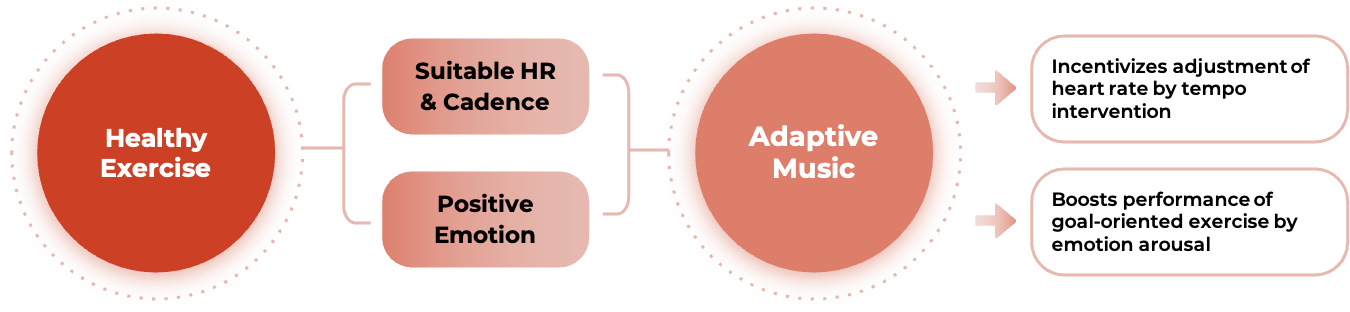 Healthy
Exercise
Suitable HR
& Cadence
Positive
Emotion
Adaptive
Music
Incentivizes adjustment of
heart rate by tempo
intervention
Boosts performance of
goal-oriented exercise by
emotion arousal